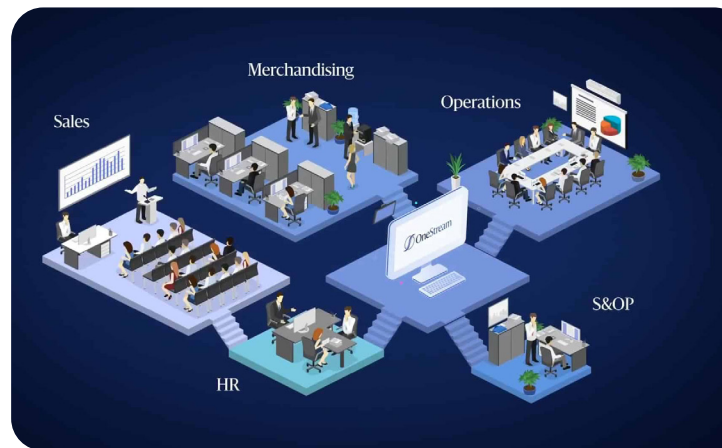 Merchandising
Sales
Operations
OneStream
S&OP
HR